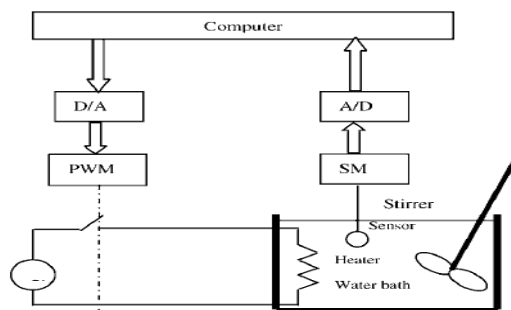 Computer
D/A
A/D
PWM
SM
Stirrer
Sensor
Heater
Water bath